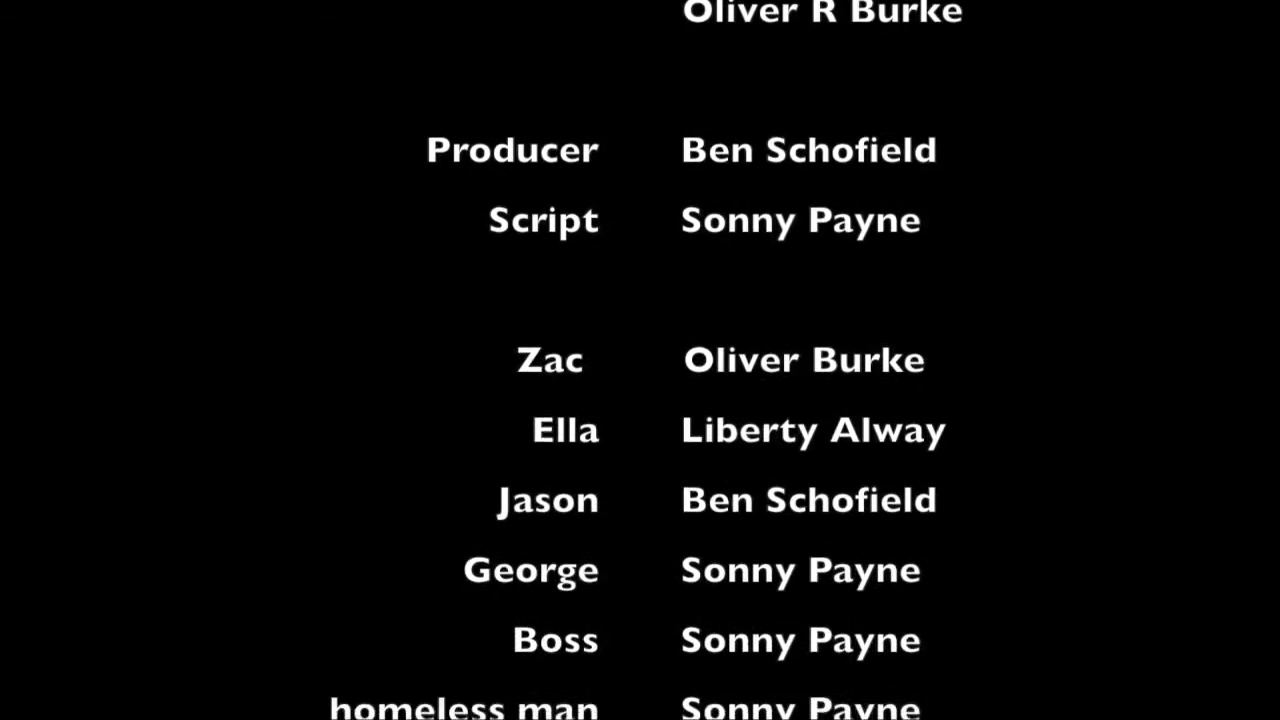 Oliver R Burke
Producer Ben Schofield
Script Sonny Payne
Zac Oliver Burke
Ella Liberty Alway
Jason Ben Schofield
George Sonny Payne
Boss Sonny Payne
homeless man Sonny Payne